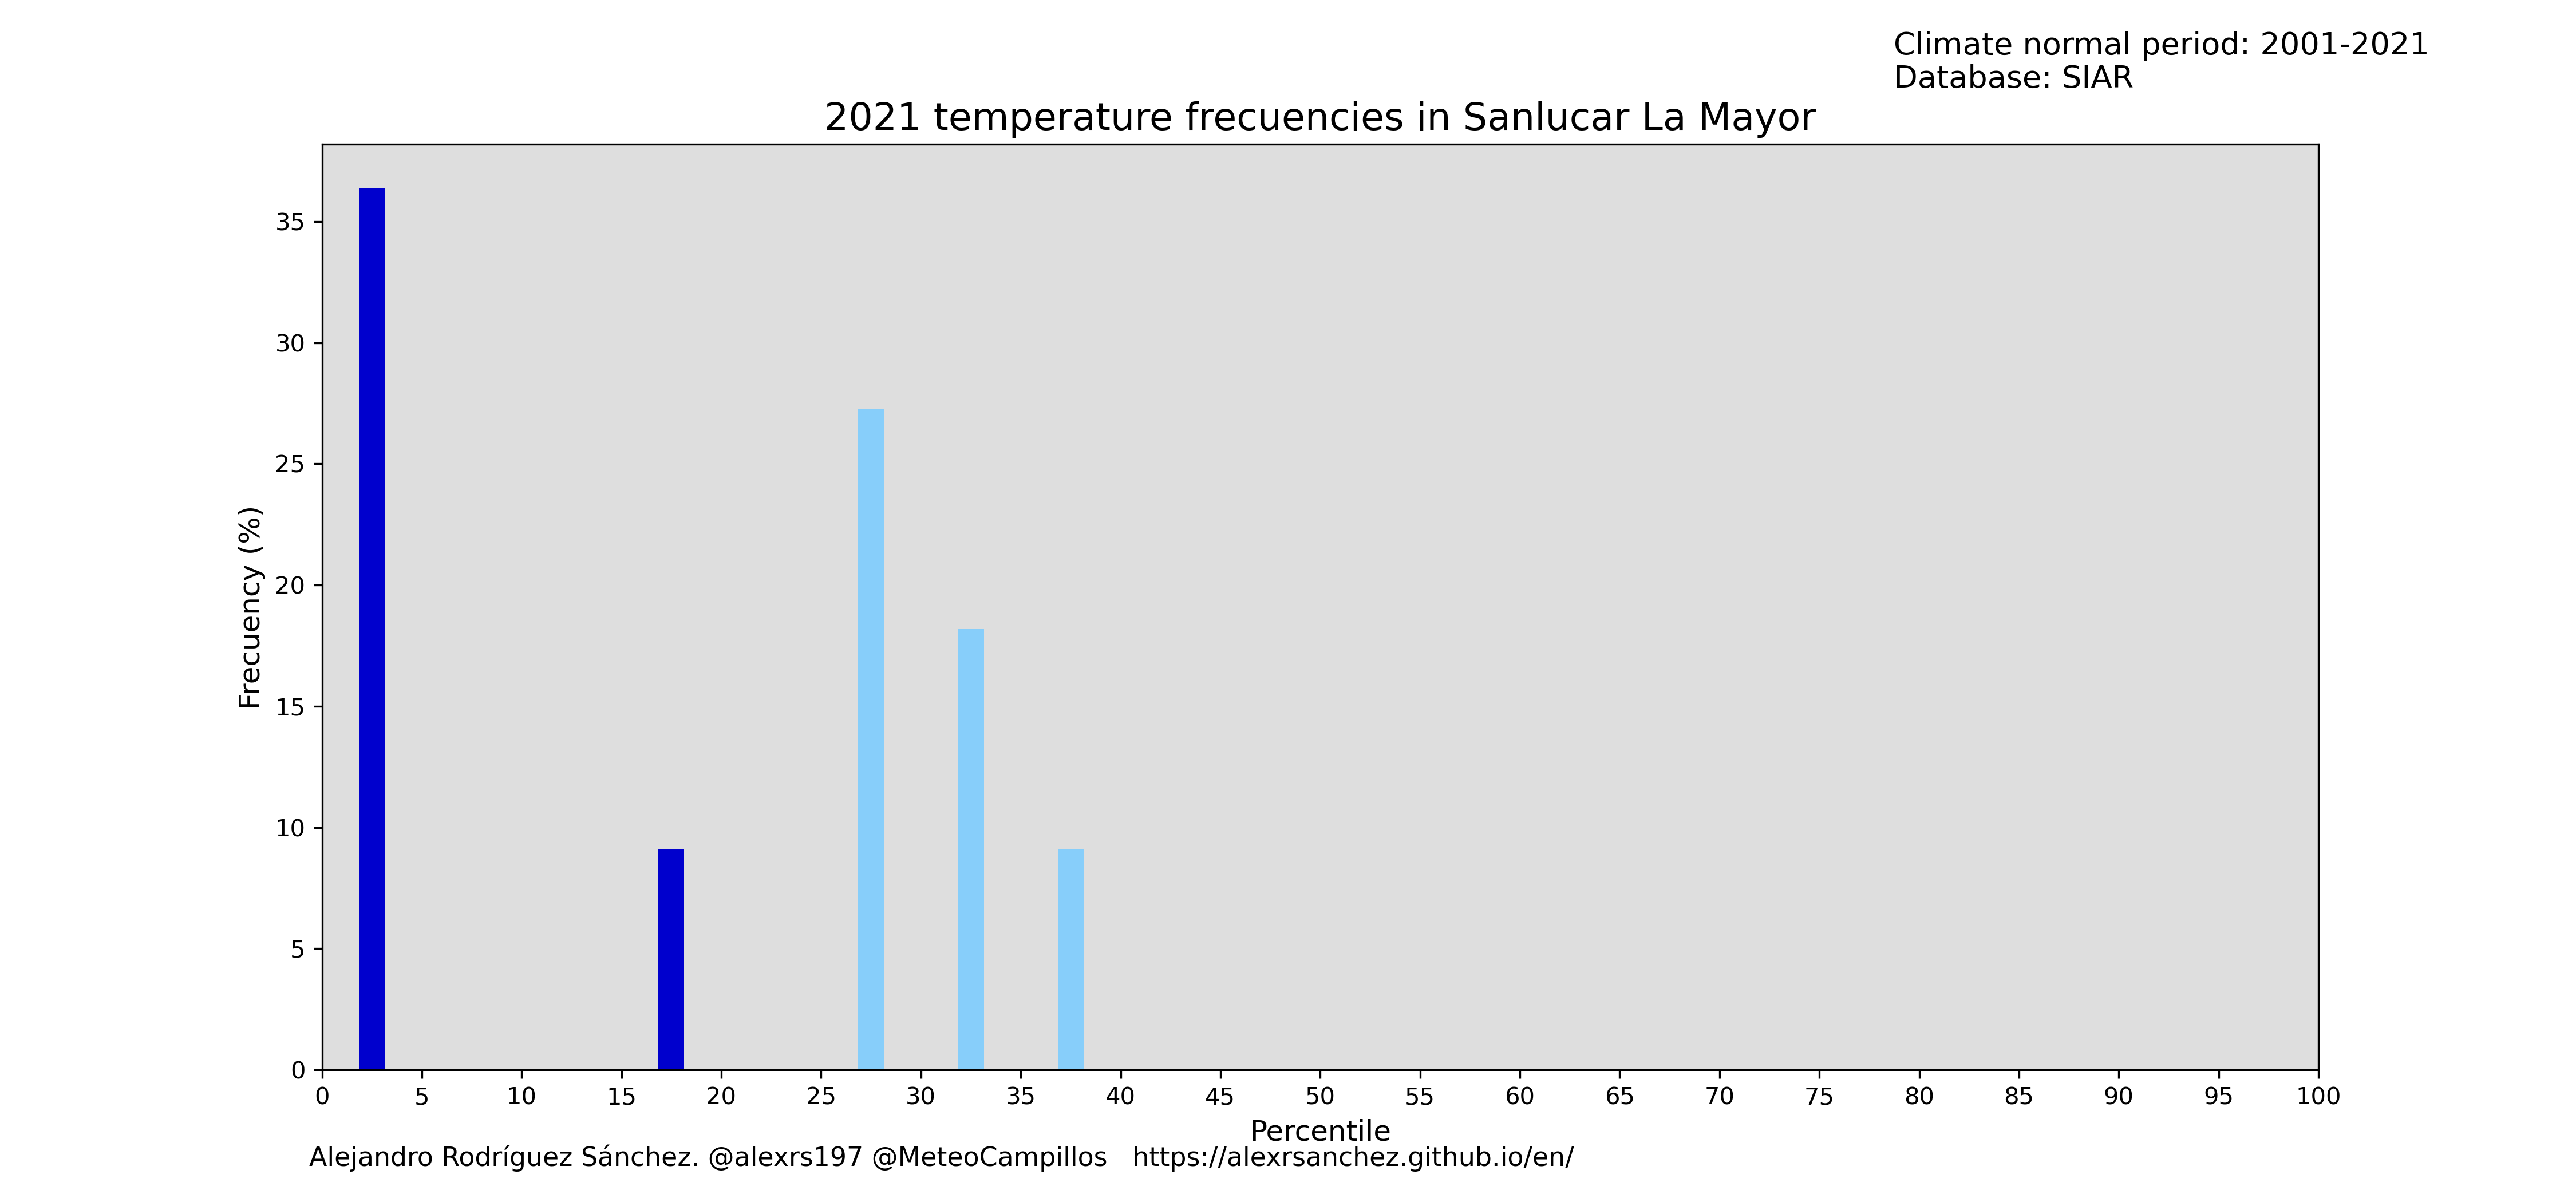 Climate normal period: 2001-2021
Database: SIAR
2021 temperature frecuencies in Sanlucar La Mayor
35
30
25
20
15
10
5
0
Frecuency (%)
0 5 10 15 20 25 30 35 40 45 50 55 60 65 70 75 80 85 90 95 100
Percentile
Alejandro Rodríguez Sánchez. @alexrs197 @MeteoCampillos https://alexrsanchez.github.io/en/